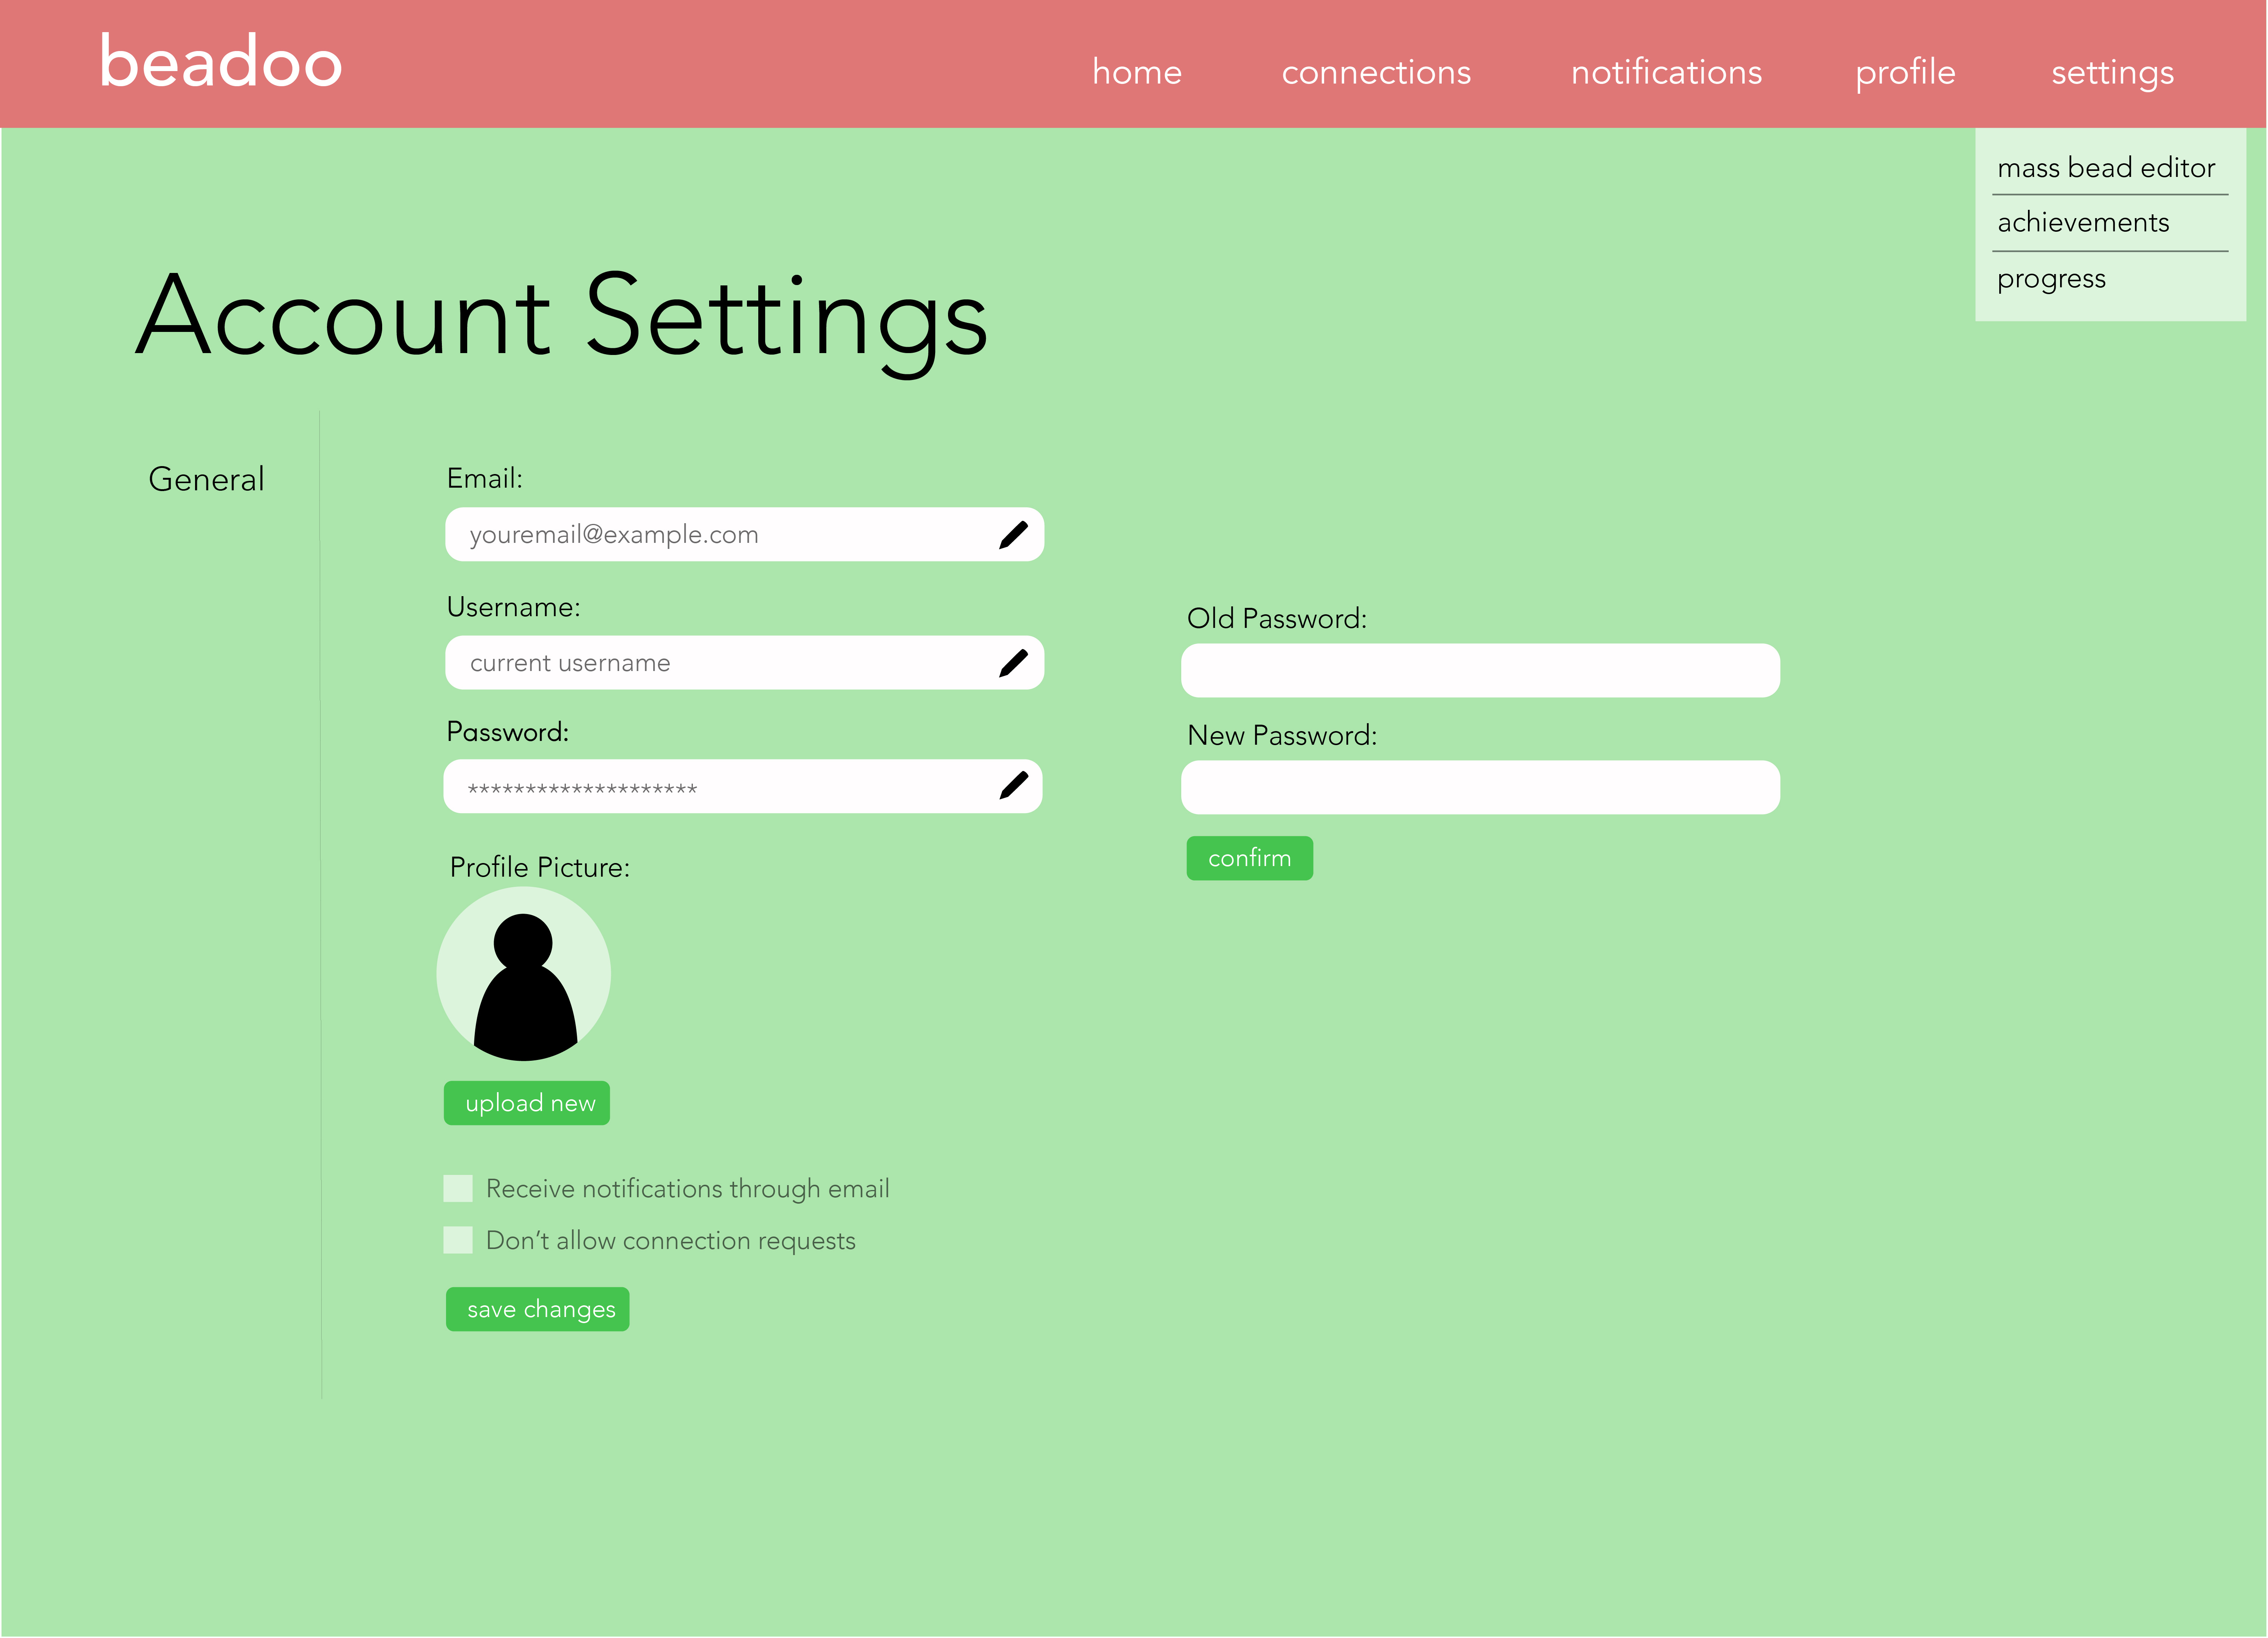 beadoo
home connections notifications profile settings
mass bead editor
achievements
progress
Account Settings
General
Email:
youremail@example.com
Username:
current username
Password:
********************
Old Password:
New Password:
confirm
Profile Picture:
upload new
Receive notifications through email
Don’t allow connection requests
save changes